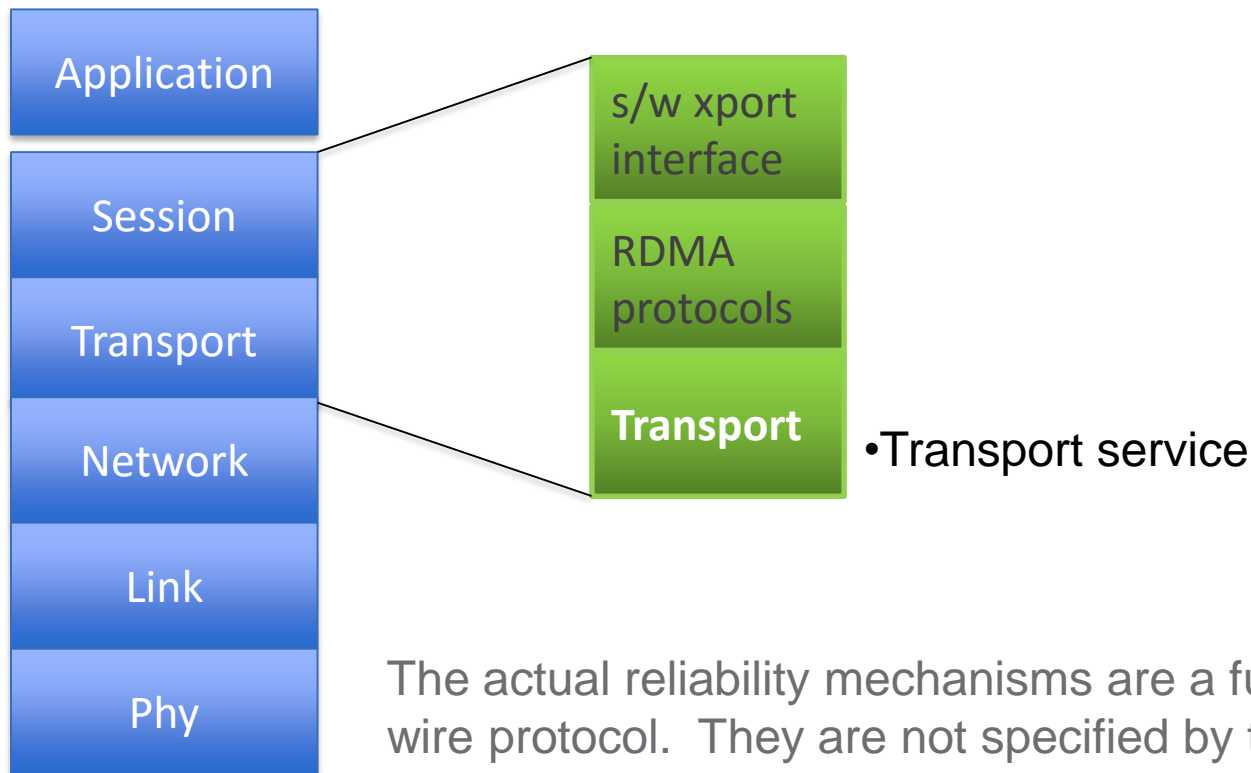 Application
Session
Transport
Network
Link
Phy
s/w xport
interface
RDMA
protocols
Transport
•Transport service
The actual reliability mechanisms are a fu
wire protocol. They are not specified by t